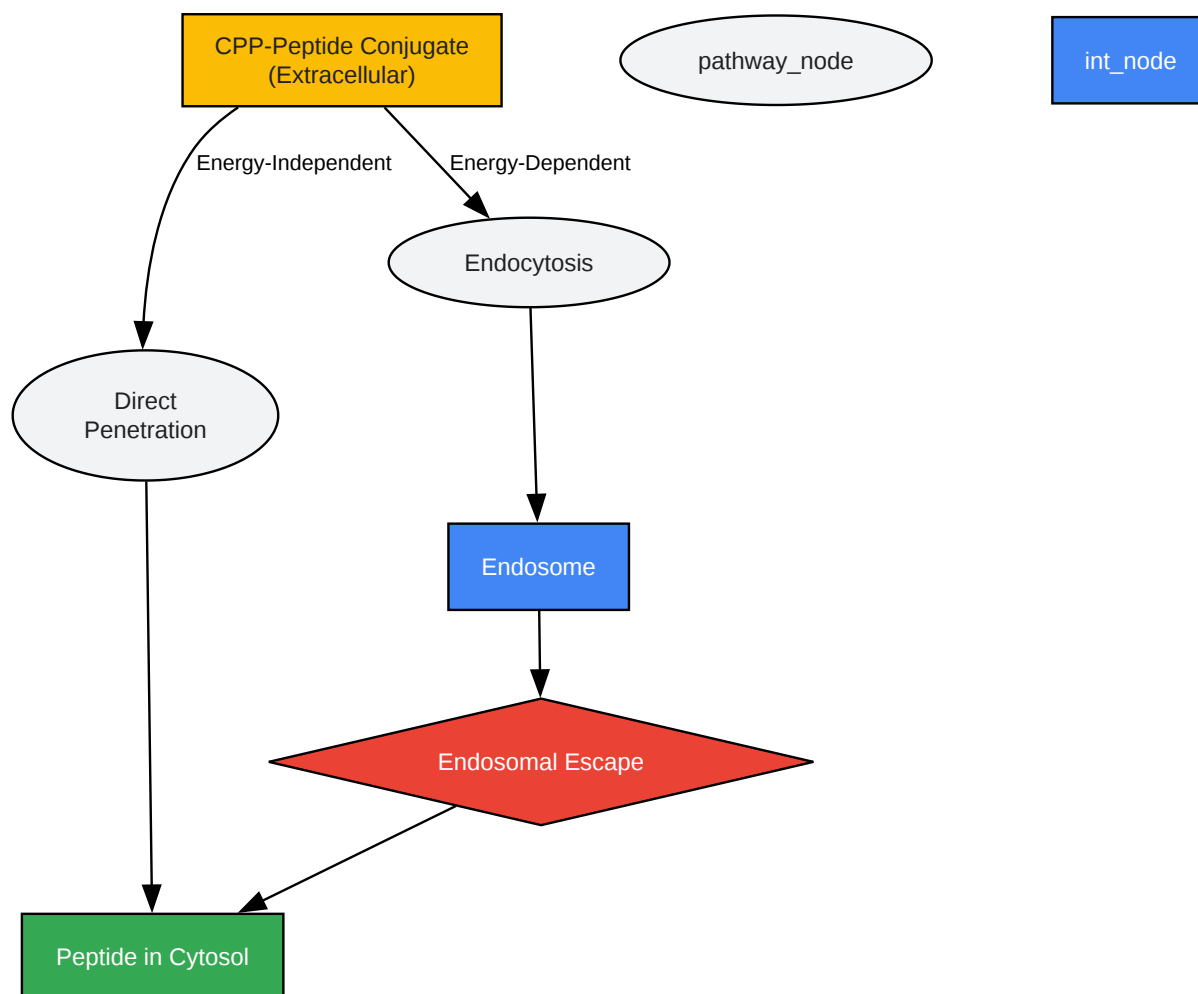 CPP-Peptide Conjugate
(Extracellular)
pathway_node
int_node
Energy-Independent
Energy-Dependent
Endocytosis
Direct
Penetration
Endosome
Endosomal Escape
Peptide in Cytosol